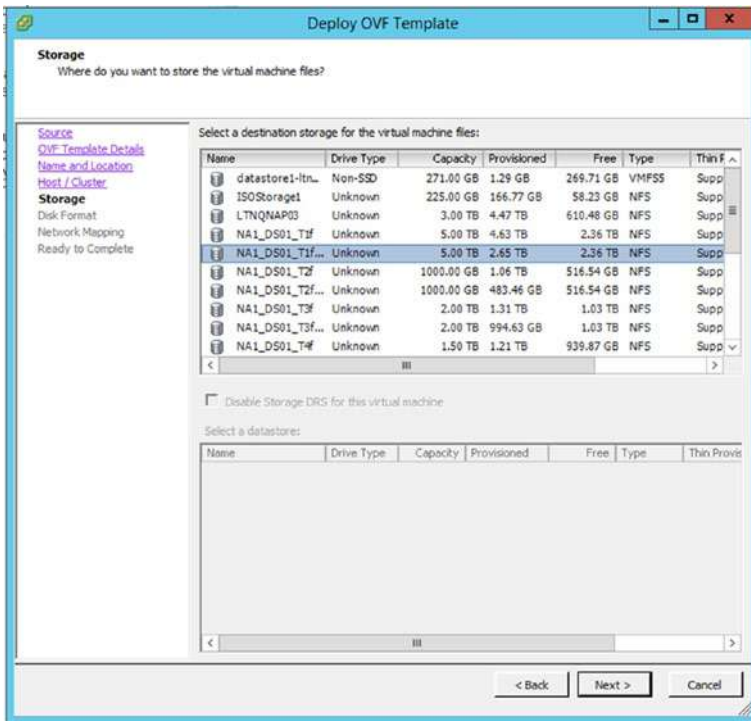 Deploy OVF Template
Storage
Where do you want to store the virtual machine files?
Source
OVF Template Details
Name and Location
Host / Cluster
Storage
Disk Format
Network Mapping
Ready to Complete
Select a destination storage for the virtual machine files:
Name Drive Type Capacity Provisioned Free Type Thin F
datastore1-ltn... Non-SSD 271.00 GB 1.29 GB 269.71 GB VMFS5 Supp
ISOStorage1 Unknown 225.00 GB 166.77 GB 58.23 GB NFS Supp
LTNQNAP03 Unknown 3.00 TB 4.47 TB 610.48 GB NFS Supp
NA1_DS01_T1f Unknown 5.00 TB 4.63 TB 2.36 TB NFS Supp
NA1_DS01_T1f... Unknown 5.00 TB 2.65 TB 2.36 TB NFS Supp
NA1_DS01_T2f Unknown 1000.00 GB 1.06 TB 516.54 GB NFS Supp
NA1_DS01_T2f... Unknown 1000.00 GB 483.46 GB 516.54 GB NFS Supp
NA1_DS01_T3f Unknown 2.00 TB 1.31 TB 1.03 TB NFS Supp
NA1_DS01_T3f... Unknown 2.00 TB 994.63 GB 1.03 TB NFS Supp
NA1_DS01_T4f Unknown 1.50 TB 1.21 TB 939.87 GB NFS Supp
Disable Storage DRS for this virtual machine
Select a datastore:
Name Drive Type Capacity Provisioned Free Type Thin Provis
< Back Next > Cancel